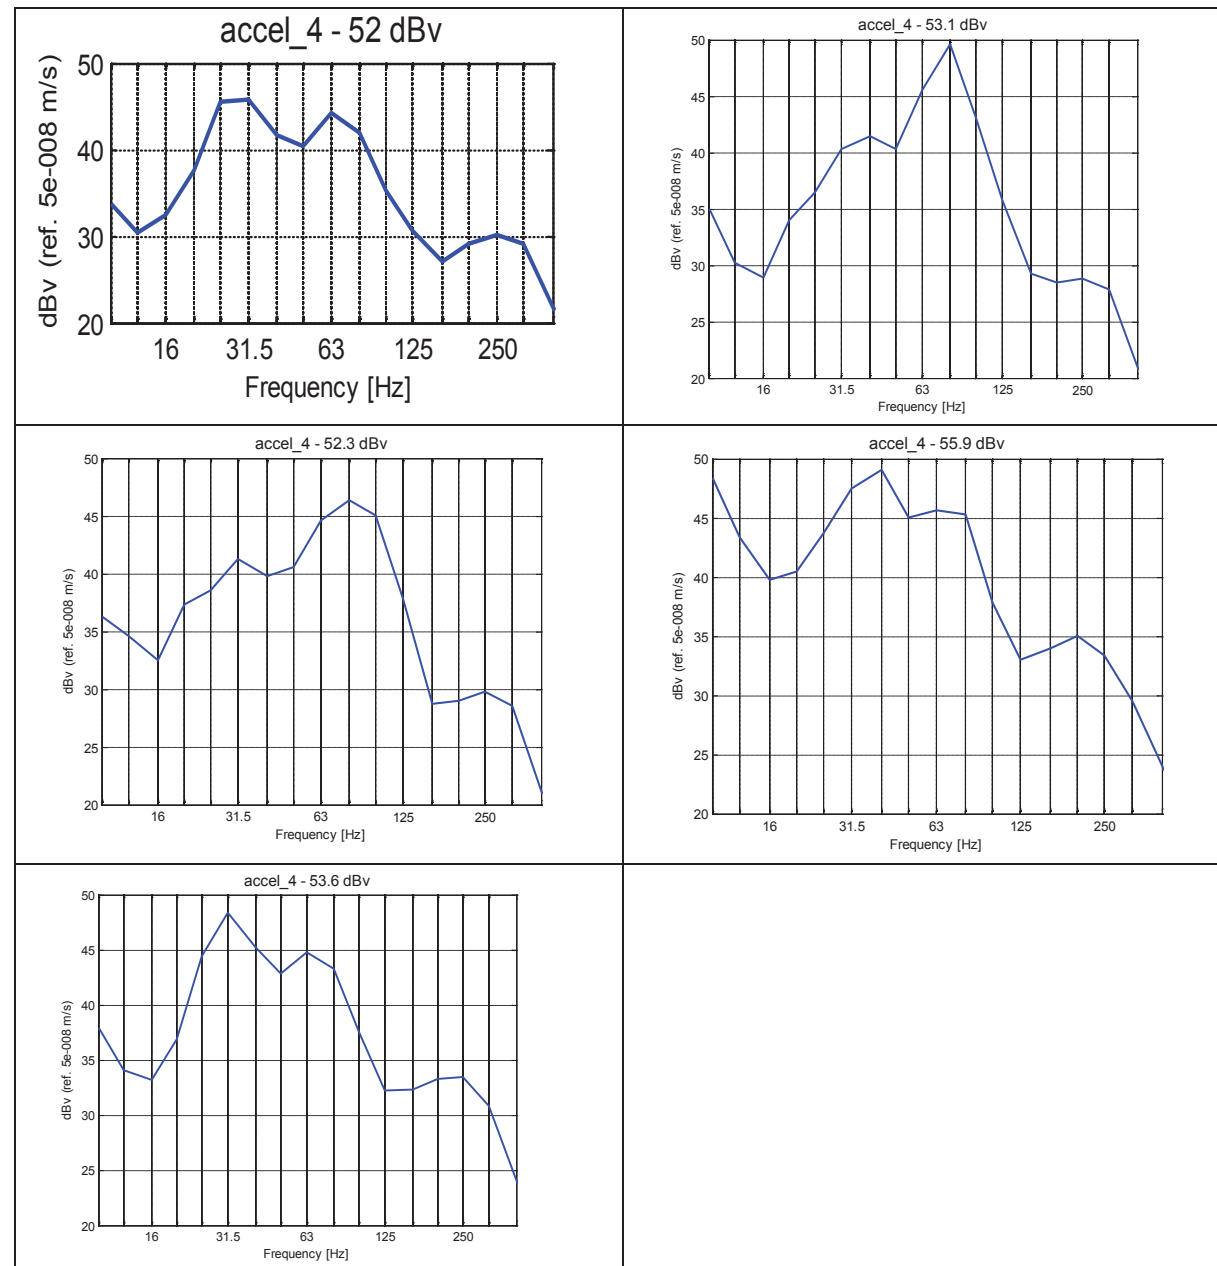 accel_4 - 52 dBv
dBv (ref. 5e-008 m/s)
50
40
30
20
16 31.5 63 125 250
Frequency [Hz]
accel_4 - 53.1 dBv
dBv (ref. 5e-008 m/s)
50
45
40
35
30
25
20
16 31.5 63 125 250
Frequency [Hz]
accel_4 - 52.3 dBv
dBv (ref. 5e-008 m/s)
50
45
40
35
30
25
20
16 31.5 63 125 250
Frequency [Hz]
accel_4 - 55.9 dBv
dBv (ref. 5e-008 m/s)
50
45
40
35
30
25
20
16 31.5 63 125 250
Frequency [Hz]
accel_4 - 53.6 dBv
dBv (ref. 5e-008 m/s)
50
45
40
35
30
25
20
16 31.5 63 125 250
Frequency [Hz]